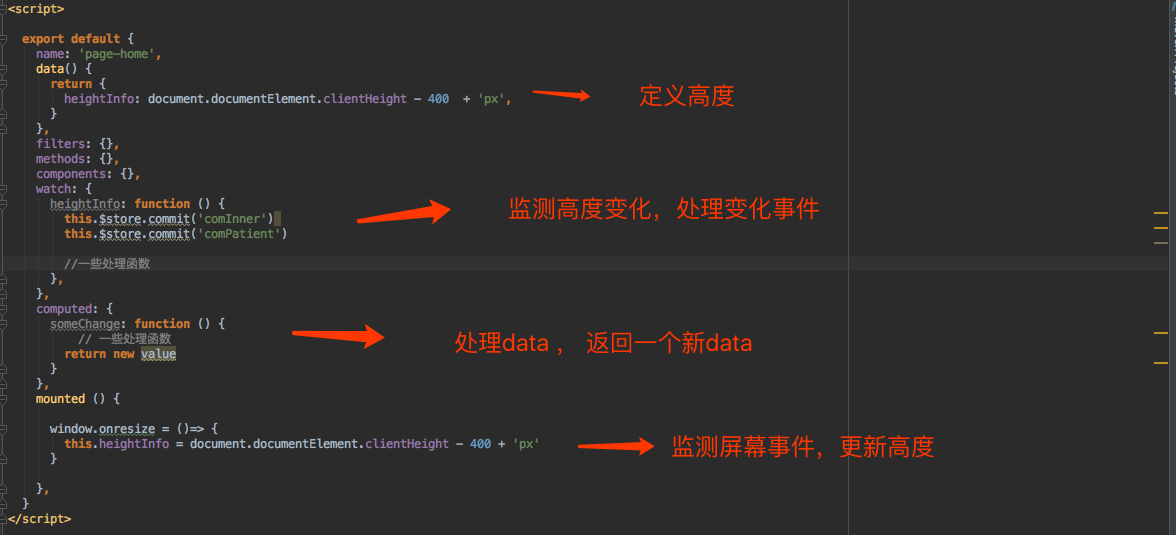 <script>
export default {
name: 'page-home',
data() {
return {
heightInfo: document.documentElement.clientHeight - 400  + 'px',
定义高度
}
},
filters: {},
methods: {},
components: {},
watch: {
heightInfo: function () {
this.$store.commit('comInner')
this.$store.commit('comPatient')
监测高度变化，处理变化事件
//一些处理函数
},
},
computed: {
someChange: function () {
// 一些处理函数
return new value
处理data ， 返回一个新data
}
},
mounted () {
window.onresize = ()=> {
this.heightInfo = document.documentElement.clientHeight - 400 + 'px'
监测屏幕事件，更新高度
}
},
}
</script>